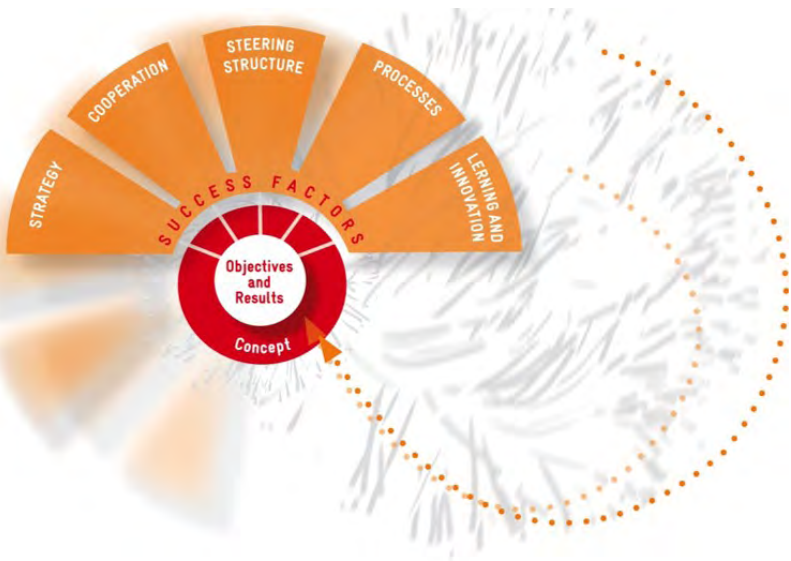 STRATEGY
COOPERATION
STEERING
STRUCTURE
PROCESSES
LERNING AND
INNOVATION
SUCCESS FACTORS
Objectives
and
Results
Concept